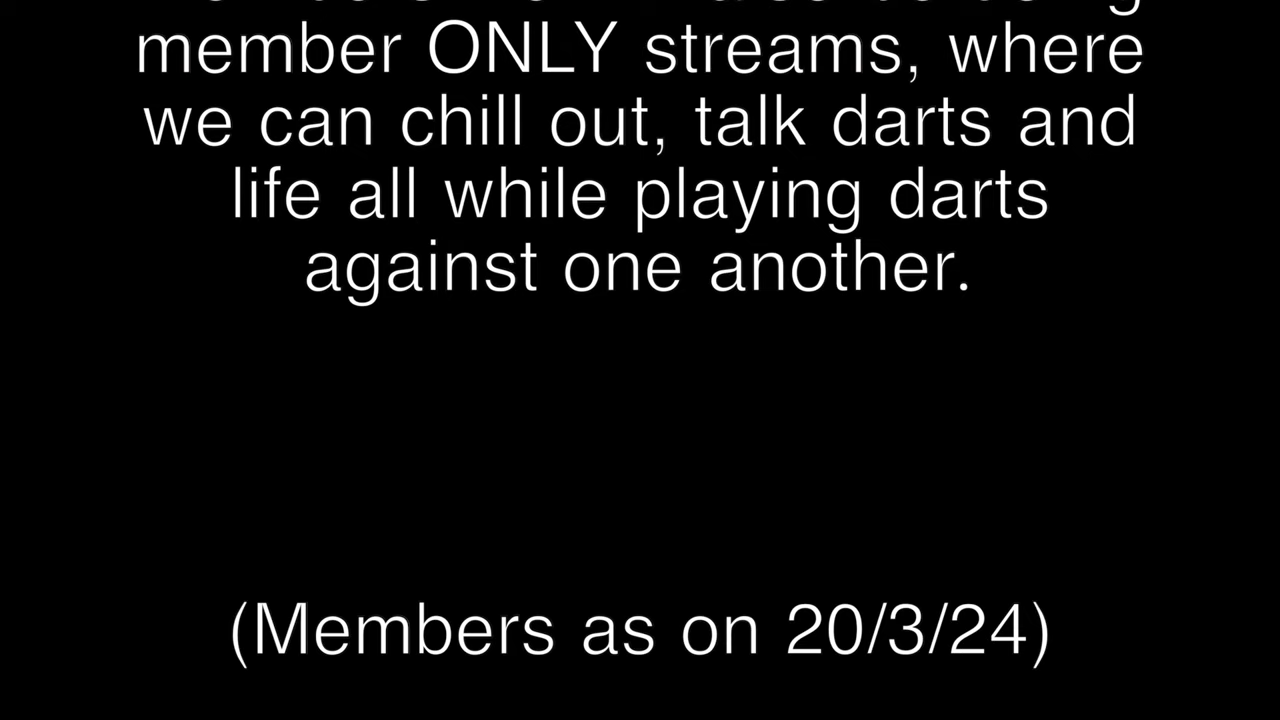 member ONLY streams, where
we can chill out, talk darts and
life all while playing darts
against one another.
(Members as on 20/3/24)